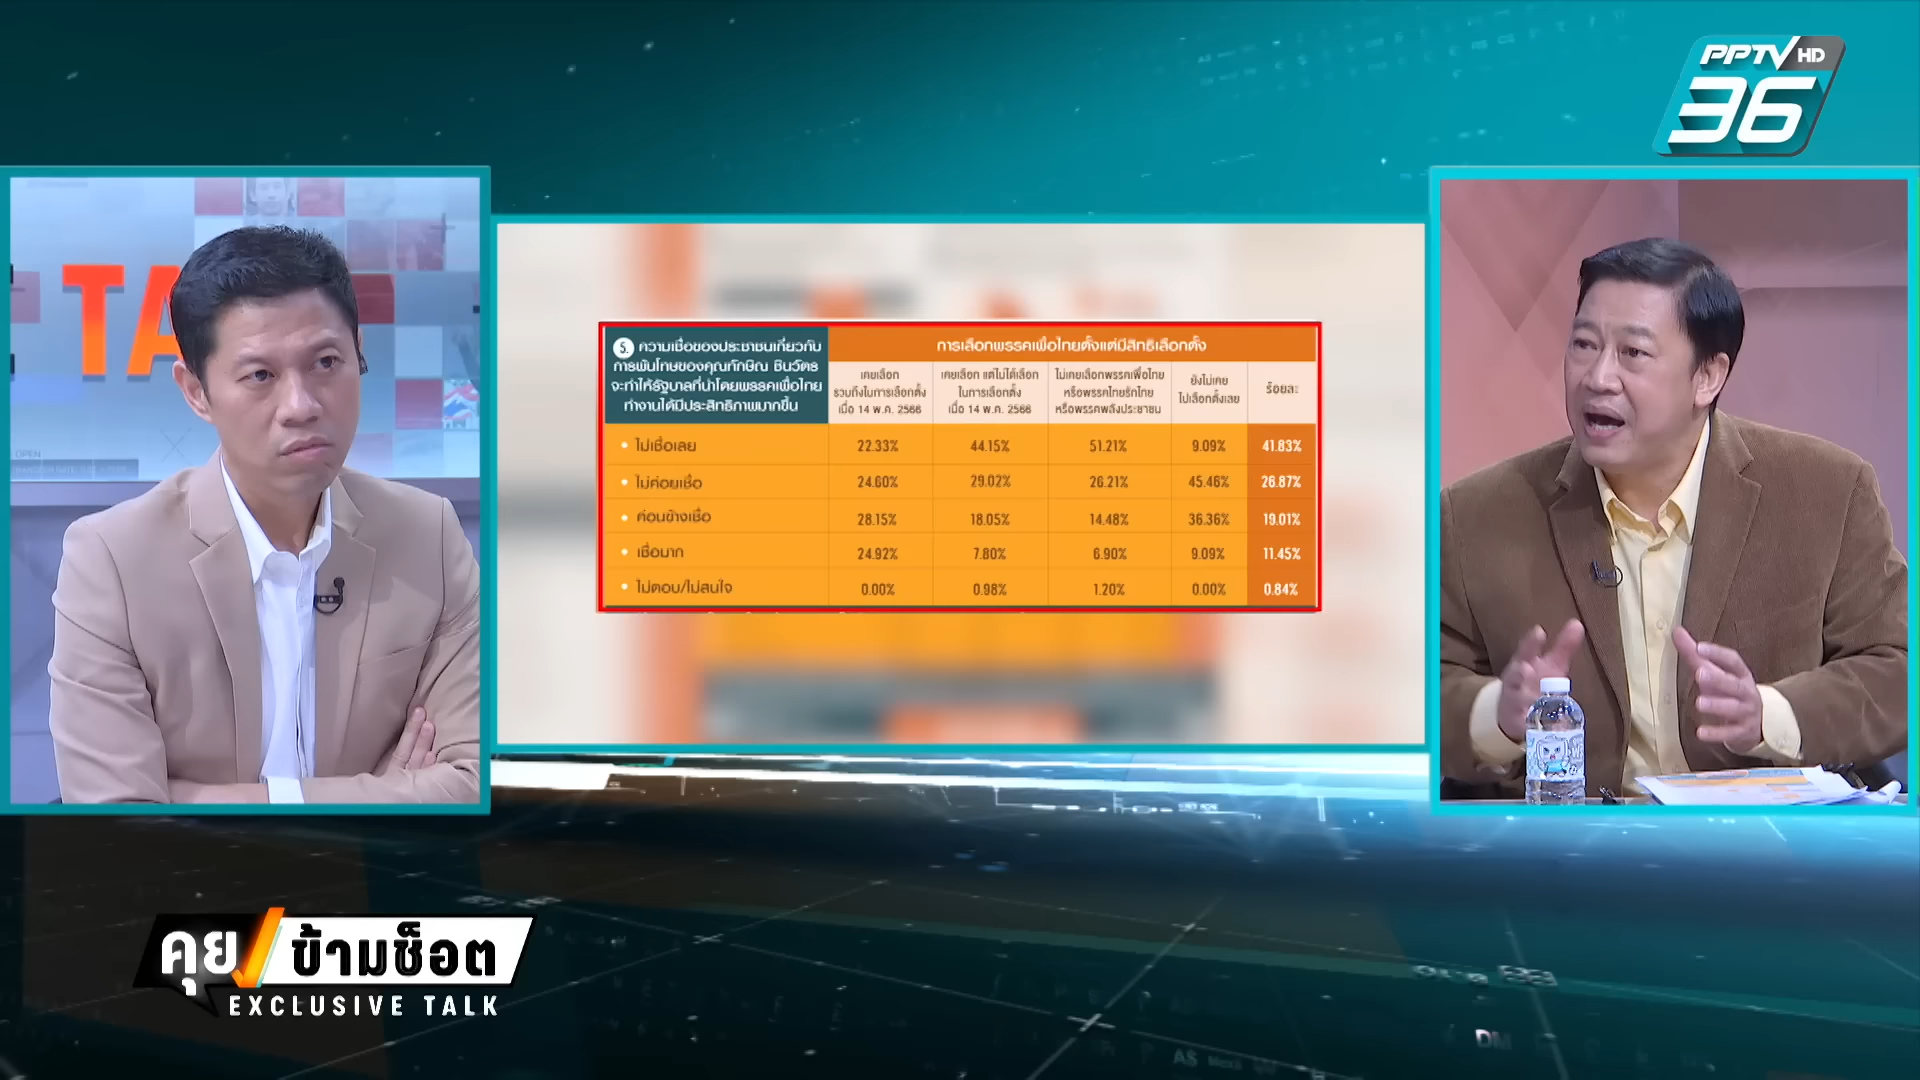 PPTV HD
36
TA
5. ความเชื่อของประชาชนเกี่ยวกับ
การพ้นโทษของคุณทักษิณ ชินวัตร
จะทำให้รัฐบาลที่นำโดยพรรคเพื่อไทย
ทำงานได้มีประสิทธิภาพมากขึ้น
การเลือกพรรคเพื่อไทยตั้งแต่มีสิทธิเลือกตั้ง
เคยเลือก
รวมถึงในการเลือกตั้ง
เมื่อ 14 พ.ค. 2566
เคยเลือก แต่ไม่ได้เลือก
ในการเลือกตั้ง
เมื่อ 14 พ.ค. 2566
ไม่เคยเลือกพรรคเพื่อไทย
หรือพรรคไทยรักไทย
หรือพรรคพลังประชาชน
ยังไม่เคย
ไปเลือกตั้งเลย
ร้อยละ
• ไม่เชื่อเลย 22.33% 44.15% 51.21% 9.09% 41.83%
• ไม่ค่อยเชื่อ 24.60% 29.02% 26.21% 45.46% 26.87%
• ค่อนข้างเชื่อ 28.15% 18.05% 14.48% 36.36% 19.01%
• เชื่อมาก 24.92% 7.80% 6.90% 9.09% 11.45%
• ไม่ตอบ/ไม่สนใจ 0.00% 0.98% 1.20% 0.00% 0.84%
คุย ข้ามช็อต
EXCLUSIVE TALK